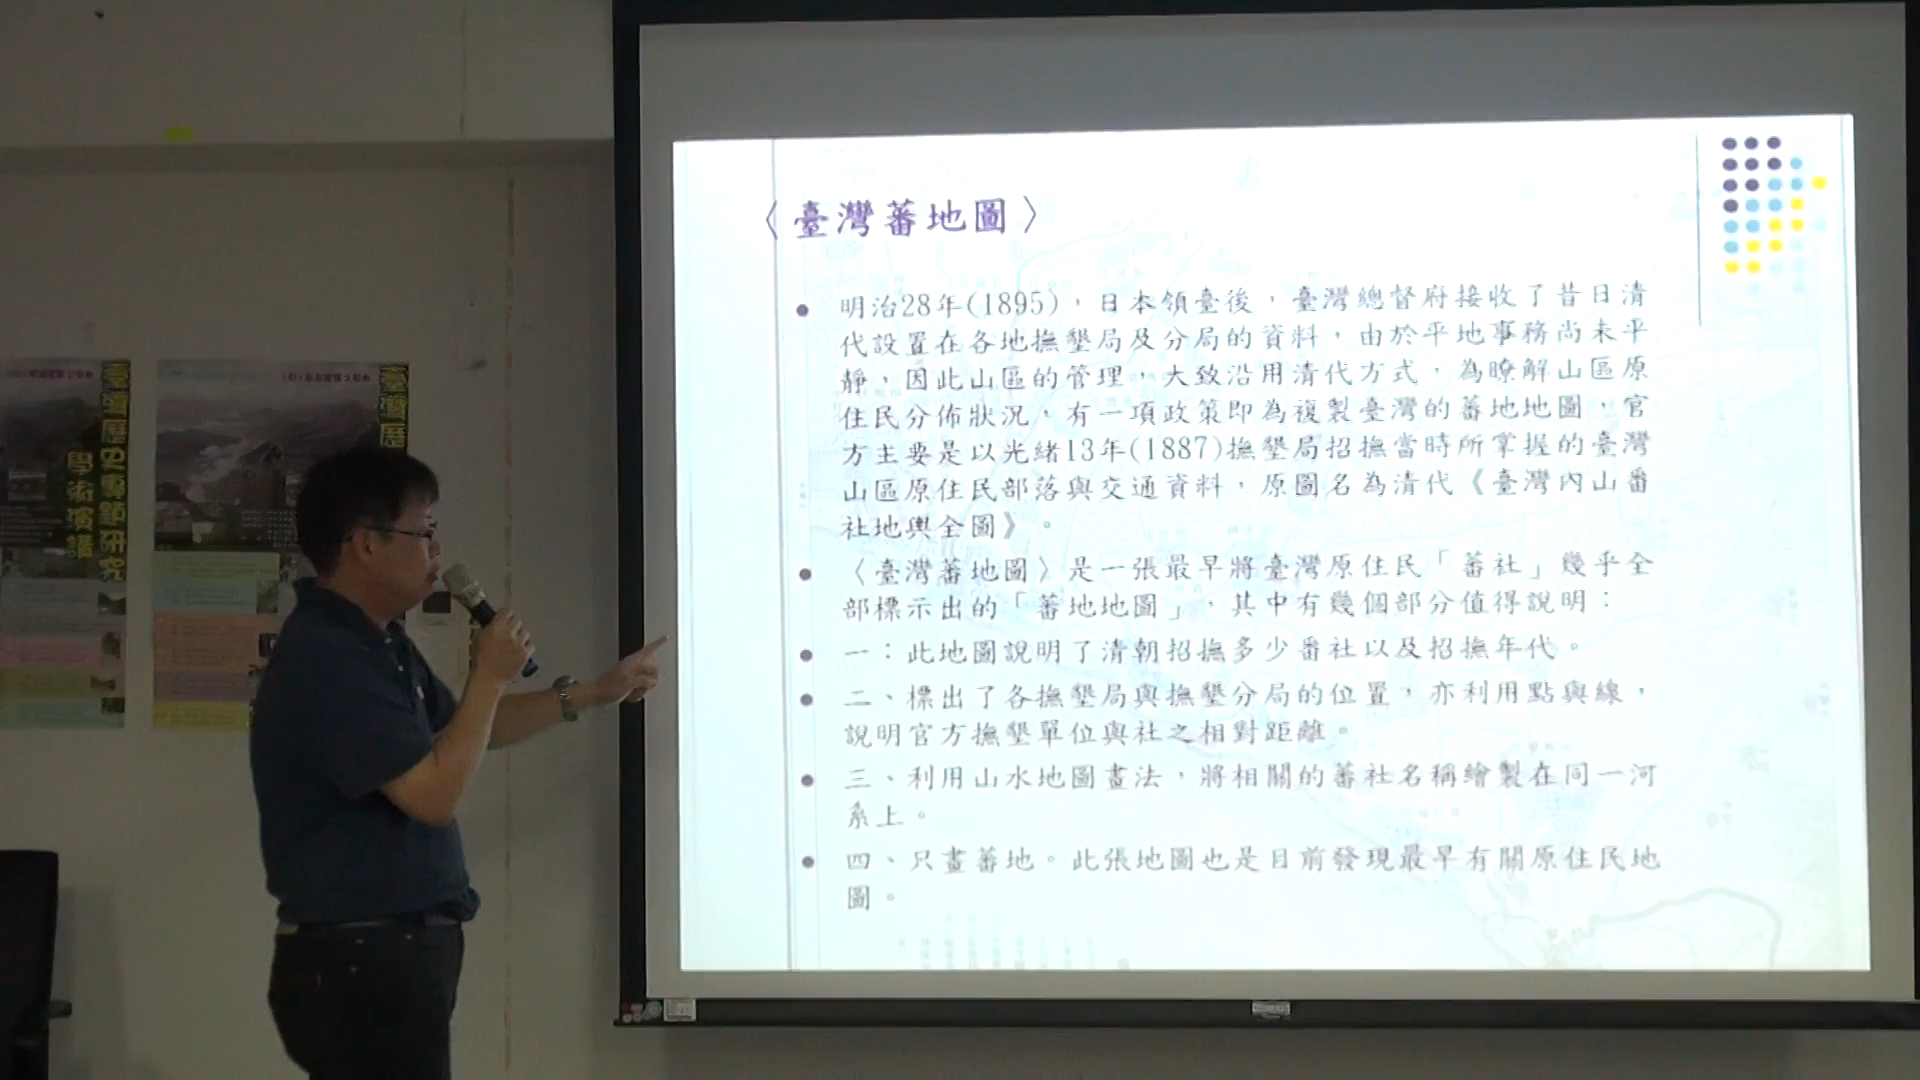 〈臺灣蕃地圖〉
明治28年(1895)，日本領臺後，臺灣總督府接收了昔日清
代設置在各地撫墾局及分局的資料，由於平地事務尚未平
靜，因此山區的管理，大致沿用清代方式，為瞭解山區原
住民分佈狀況，有一項政策即為複製臺灣的蕃地地圖，官
方主要是以光緒13年(1887)撫墾局招撫當時所掌握的臺灣
山區原住民部落與交通資料，原圖名為清代《臺灣內山番
社地輿全圖》。
〈臺灣蕃地圖〉是一張最早將臺灣原住民「蕃社」幾乎全
部標示出的「蕃地地圖」，其中有幾個部分值得說明：
一：此地圖說明了清朝招撫多少番社以及招撫年代。
二、標出了各撫墾局與撫墾分局的位置，亦利用點與線，
說明官方撫墾單位與社之相對距離。
三、利用山水地圖畫法，將相關的蕃社名稱繪製在同一河
系上。
四、只畫蕃地。此張地圖也是目前發現最早有關原住民地
圖。
臺灣歷史專題研究
學術演講
臺灣歷